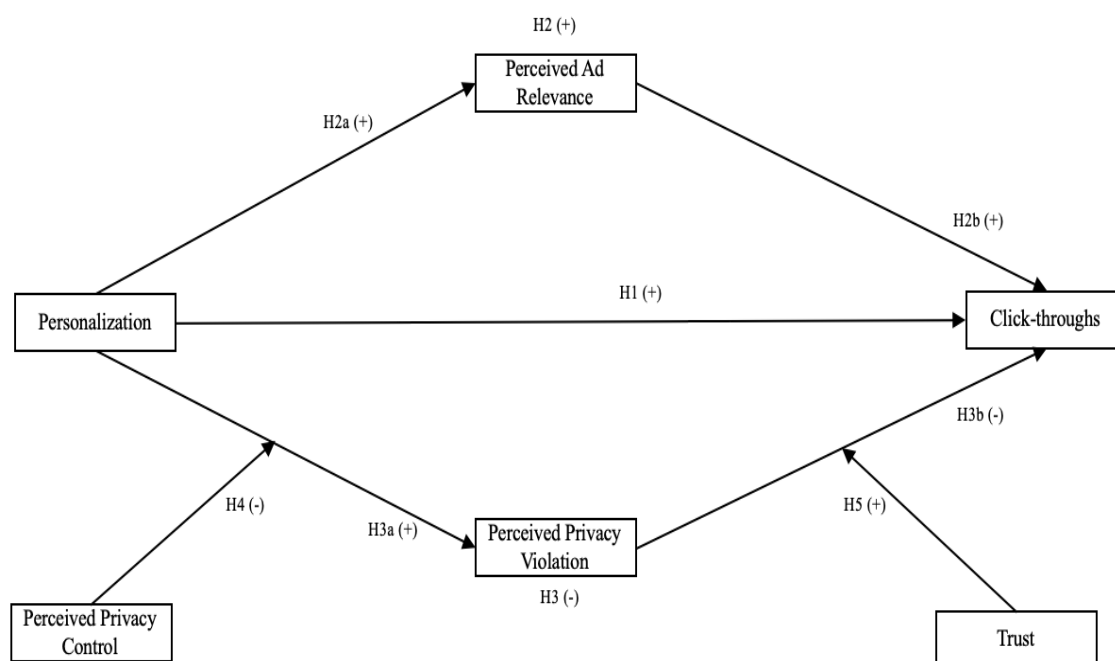 H2 (+)
Perceived Ad
Relevance
H2a (+)
H2b (+)
H1 (+)
Personalization
Click-throughs
H3b (-)
H4 (-)
H3a (+)
H5 (+)
Perceived Privacy
Violation
H3 (-)
Perceived Privacy
Control
Trust